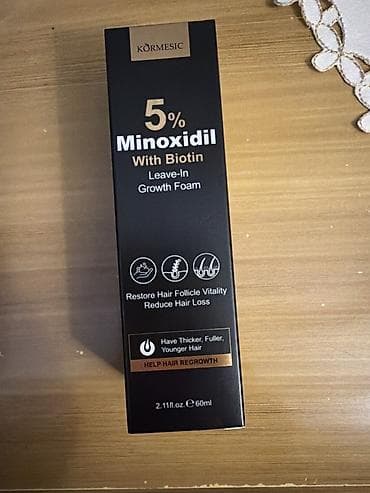 KÖRMESIC
5%
Minoxidil
With Biotin
Leave-In
Growth Foam
Restore Hair Follicle Vitality
Reduce Hair Loss
Have Thicker, Fuller,
Younger Hair
HELP HAIR REGROWTH
2.11fl.oz. ℮ 60ml